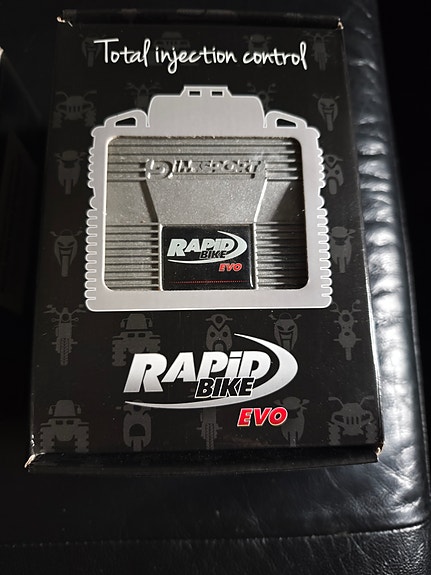 Total injection control
DIMSPORT
RAPiD
BIKE
EVO
RAPiD
BIKE
EVO